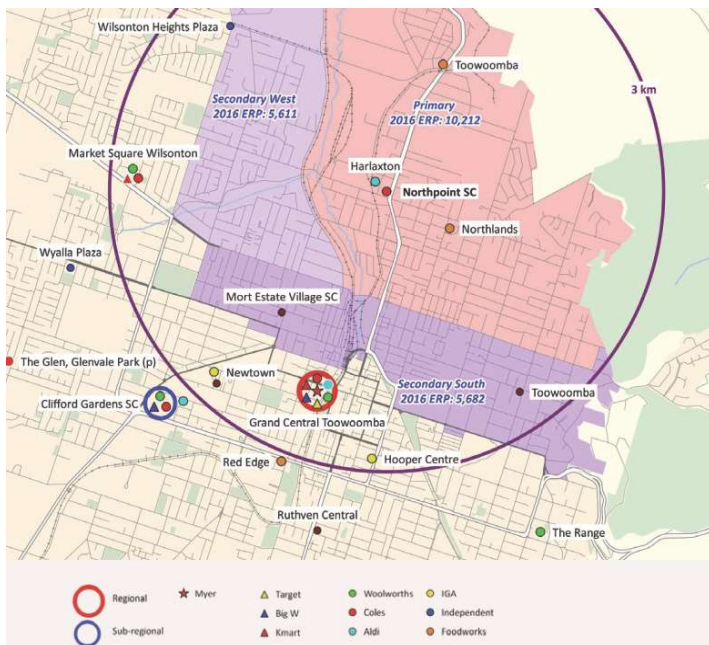 Wilsonton Heights Plaza
Toowoomba
Secondary West
2016 ERP: 5,611
Primary
2016 ERP: 10,212
3 km
Market Square Wilsonton
Harlaxton
Northpoint SC
Northlands
Wyalla Plaza
Mort Estate Village SC
The Glen, Glenvale Park (p)
Newtown
Secondary South
2016 ERP: 5,682
Toowoomba
Clifford Gardens SC
Grand Central Toowoomba
Red Edge
Hooper Centre
Ruthven Central
The Range
Regional
Myer
Target
Woolworths
IGA
Big W
Coles
Independent
Sub-regional
Kmart
Aldi
Foodworks